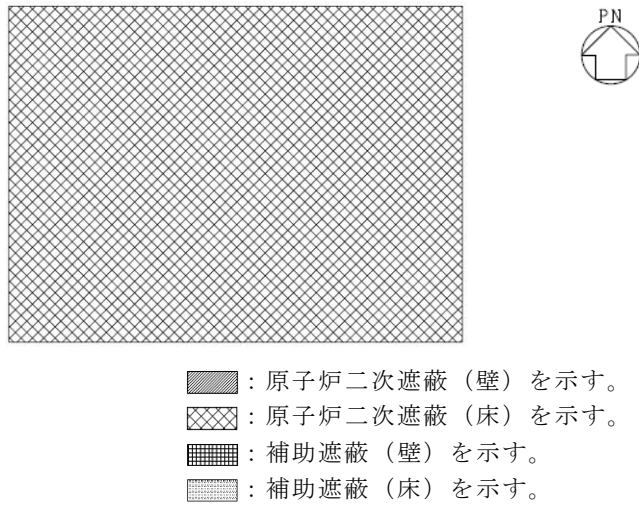 PN
：原子炉二次遮蔽（壁）を示す。
：原子炉二次遮蔽（床）を示す。
：補助遮蔽（壁）を示す。
：補助遮蔽（床）を示す。